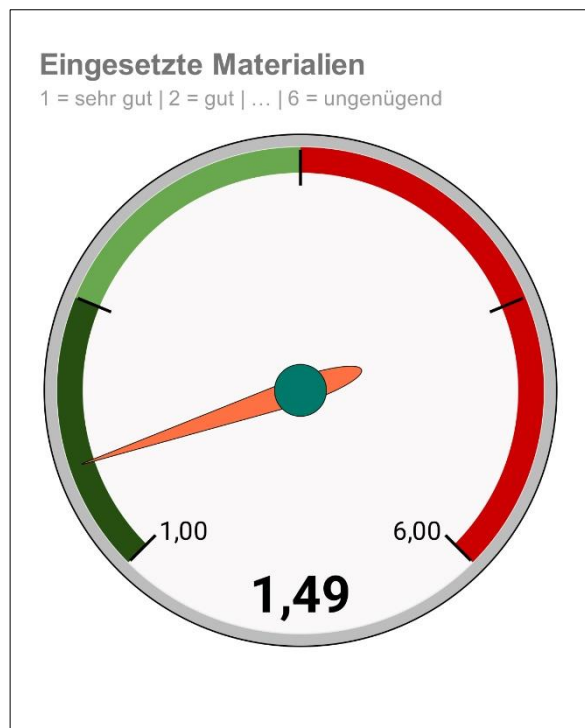 Eingesetzte Materialien
1 = sehr gut | 2 = gut | … | 6 = ungenügend
1,00
6,00
1,49